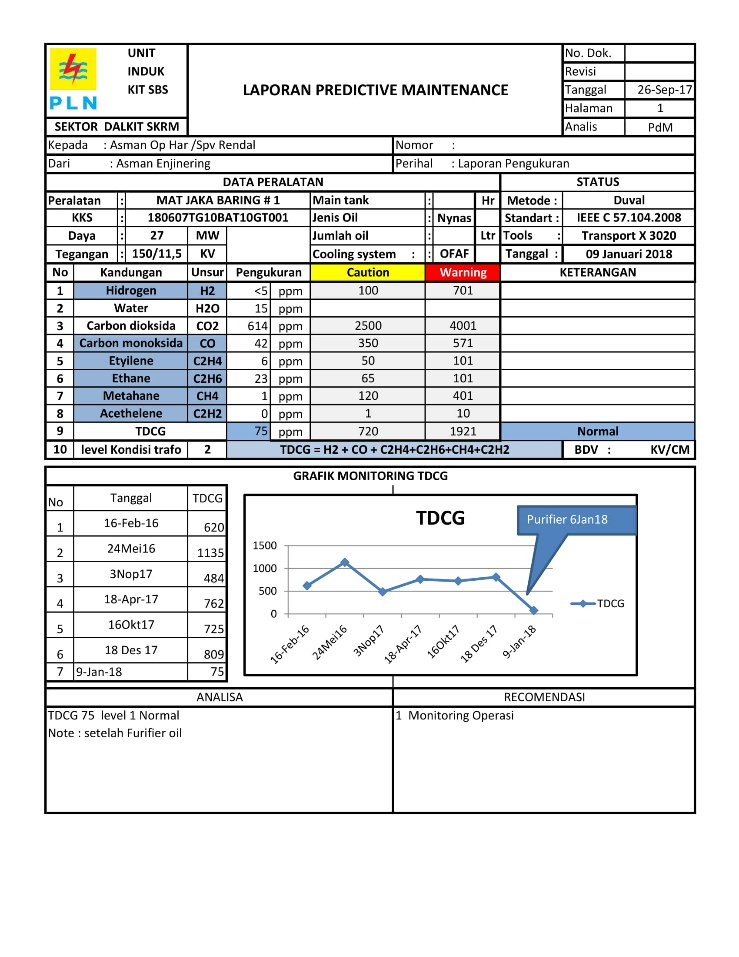 UNIT
INDUK
KIT SBS
PLN
SEKTOR DALKIT SKRM
LAPORAN PREDICTIVE MAINTENANCE
No. Dok.
Revisi
Tanggal 26-Sep-17
Halaman 1
Analis PdM
Kepada : Asman Op Har /Spv Rendal Nomor :
Dari : Asman Enjinering Perihal : Laporan Pengukuran
DATA PERALATAN STATUS
Peralatan : MAT JAKA BARING # 1 Main tank : Hr Metode : Duval
KKS : 180607TG10BAT10GT001 Jenis Oil : Nynas Standart : IEEE C 57.104.2008
Daya : 27 MW Jumlah oil : Ltr Tools : Transport X 3020
Tegangan : 150/11,5 KV Cooling system : : OFAF Tanggal : 09 Januari 2018
No Kandungan Unsur Pengukuran Caution Warning KETERANGAN
1 Hidrogen H2 <5 ppm 100 701
2 Water H2O 15 ppm
3 Carbon dioksida CO2 614 ppm 2500 4001
4 Carbon monoksida CO 42 ppm 350 571
5 Etyilene C2H4 6 ppm 50 101
6 Ethane C2H6 23 ppm 65 101
7 Metahane CH4 1 ppm 120 401
8 Acethelene C2H2 0 ppm 1 10
9 TDCG 75 ppm 720 1921 Normal
10 level Kondisi trafo 2 TDCG = H2 + CO + C2H4+C2H6+CH4+C2H2 BDV : KV/CM
GRAFIK MONITORING TDCG
No Tanggal TDCG
1 16-Feb-16 620
2 24Mei16 1135
3 3Nop17 484
4 18-Apr-17 762
5 16Okt17 725
6 18 Des 17 809
7 9-Jan-18 75
TDCG
Purifier 6Jan18
1500
1000
500
0
16-Feb-16 24Mei16 3Nop17 18-Apr-17 16Okt17 18 Des 17 9-Jan-18
TDCG
ANALISA RECOMENDASI
TDCG 75 level 1 Normal 1 Monitoring Operasi
Note : setelah Furifier oil